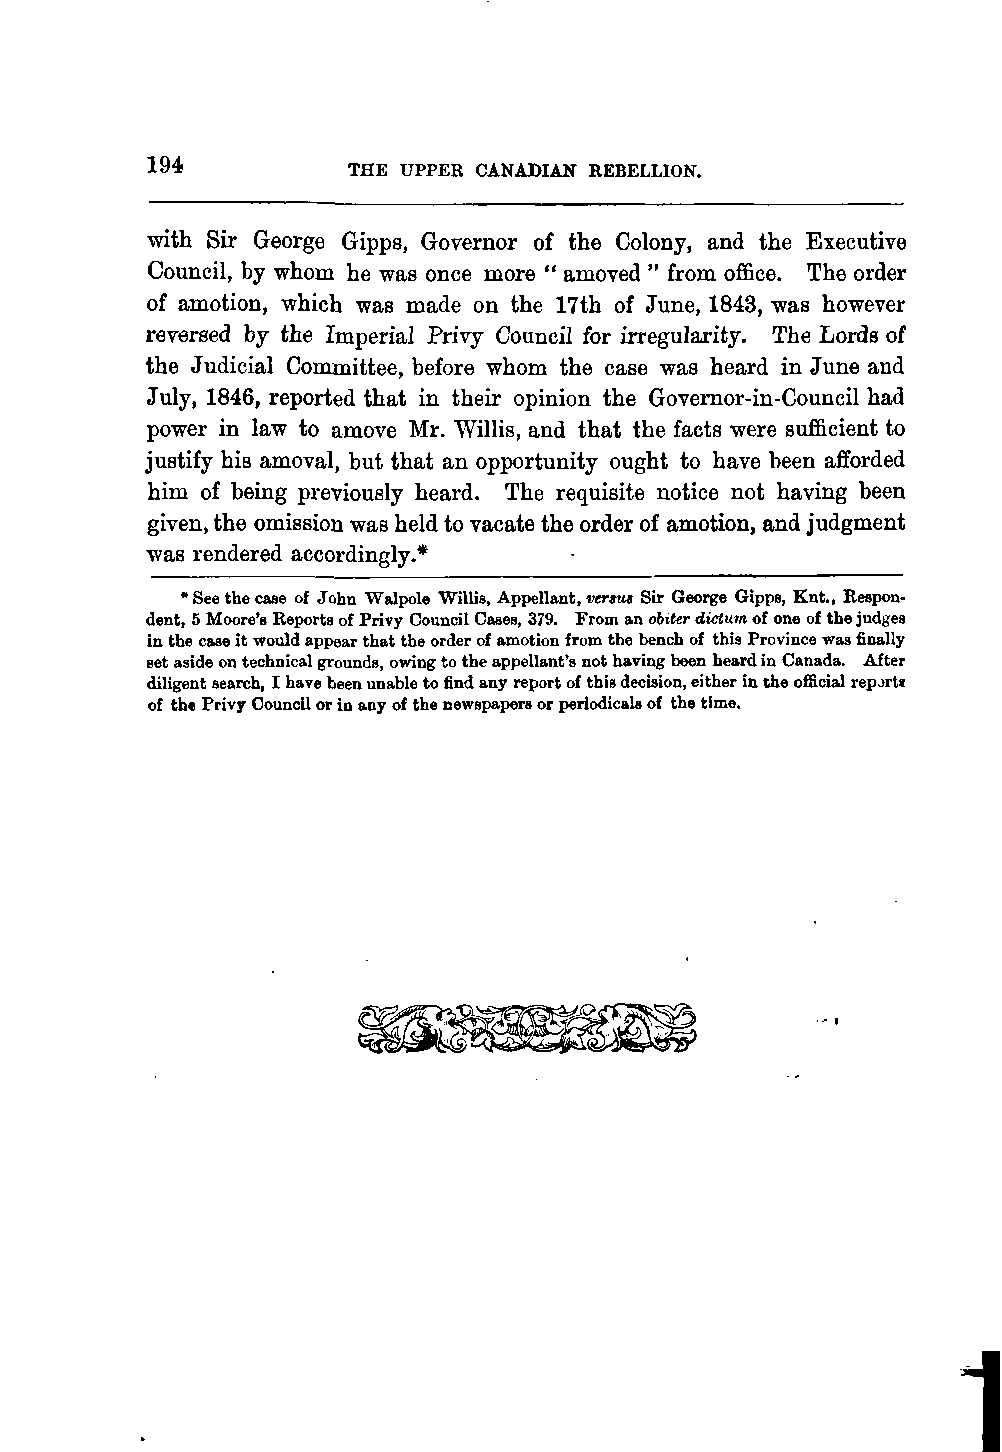 194
THE UPPER CANADIAN REBELLION.
with Sir George Gipps, Governor of the Colony, and the Executive
Council, by whom he was once more “ amoved ” from office. The order
of amotion, which was made on the 17th of June, 1843, was however
reversed by the Imperial Privy Council for irregularity. The Lords of
the Judicial Committee, before whom the case was heard in June and
July, 1846, reported that in their opinion the Governor-in-Council had
power in law to amove Mr. Willis, and that the facts were sufficient to
justify his amoval, but that an opportunity ought to have been afforded
him of being previously heard. The requisite notice not having been
given, the omission was held to vacate the order of amotion, and judgment
was rendered accordingly.*
* See the case of John Walpole Willis, Appellant, versus Sir George Gipps, Knt., Respon-
dent, 5 Moore's Reports of Privy Council Cases, 379. From an obiter dictum of one of the judges
in the case it would appear that the order of amotion from the bench of this Province was finally
set aside on technical grounds, owing to the appellant's not having been heard in Canada. After
diligent search, I have been unable to find any report of this decision, either in the official reports
of the Privy Council or in any of the newspapers or periodicals of the time.